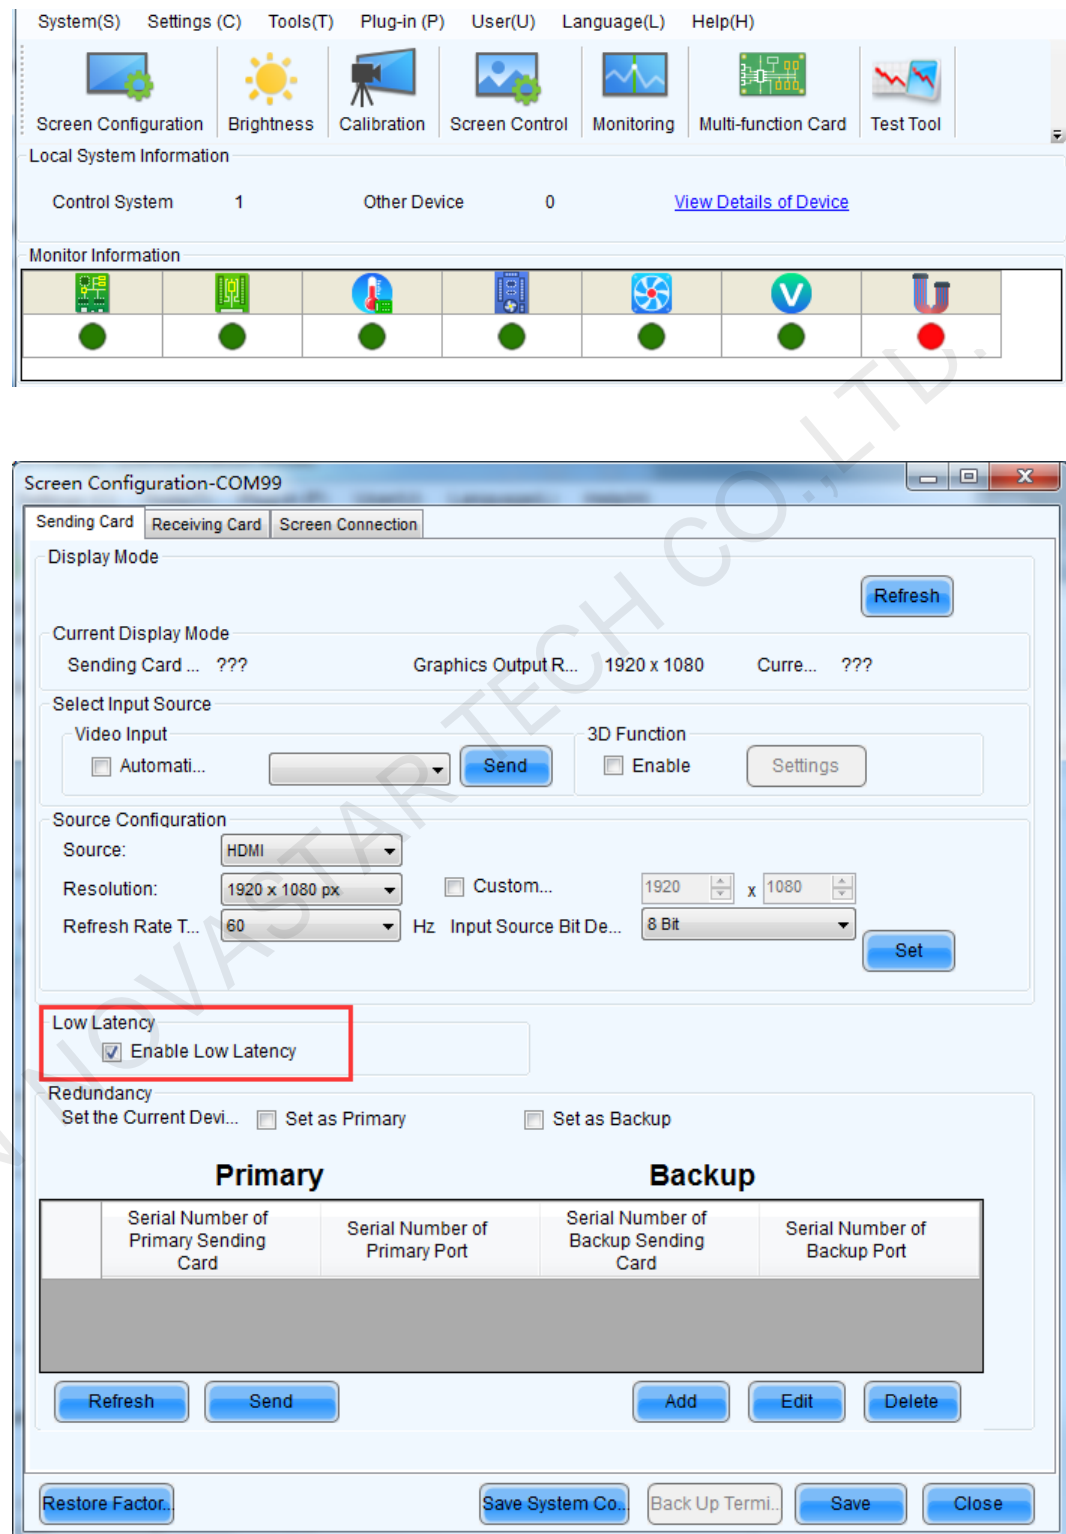 System(S) Settings (C) Tools(T) Plug-in (P) User(U) Language(L) Help(H)
Screen Configuration Brightness Calibration Screen Control Monitoring Multi-function Card Test Tool
Local System Information
Control System 1 Other Device 0 View Details of Device
Monitor Information
Screen Configuration-COM99
Sending Card Receiving Card Screen Connection
Display Mode
Refresh
Current Display Mode
Sending Card ... ??? Graphics Output R... 1920 x 1080 Curre... ???
Select Input Source
Video Input 3D Function
Automati... Send Enable Settings
Source Configuration
Source: HDMI
Resolution: 1920 x 1080 px Custom... 1920 x 1080
Refresh Rate T... 60 Hz Input Source Bit De... 8 Bit
Set
Low Latency
Enable Low Latency
Redundancy
Set the Current Devi... Set as Primary Set as Backup
Primary Backup
Serial Number of Primary Sending Card Serial Number of Primary Port Serial Number of Backup Sending Card Serial Number of Backup Port
Refresh Send Add Edit Delete
Restore Factor... Save System Co... Back Up Termi... Save Close
NOVASTAR TECH CO.,LTD.